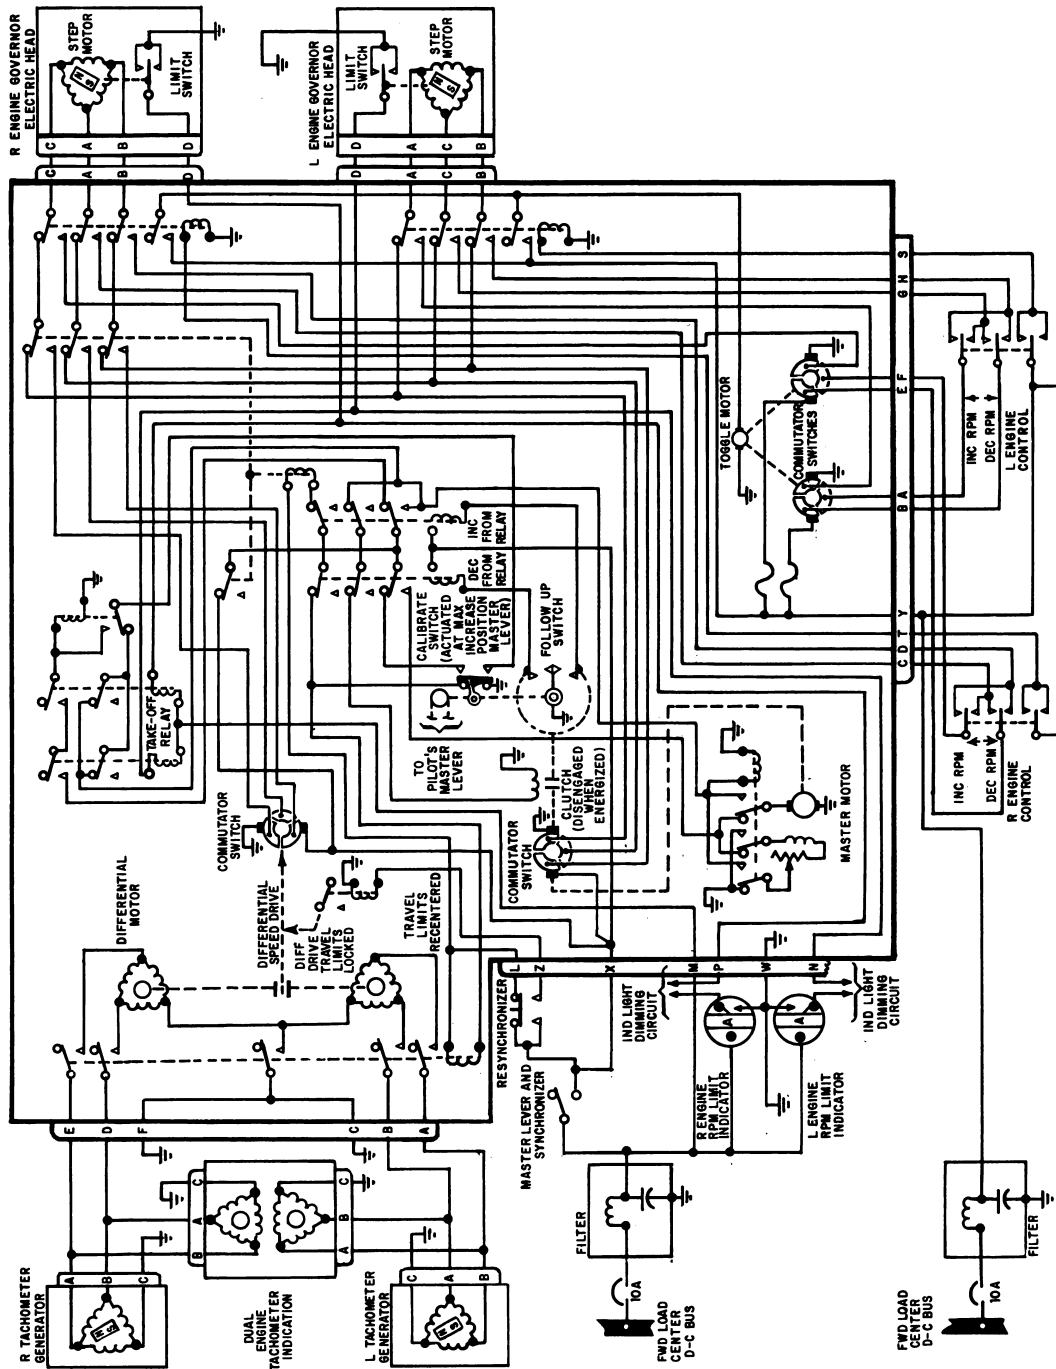 R ENGINE GOVERNOR
ELECTRIC HEAD
STEP
MOTOR
N
S
LIMIT
SWITCH
C
A
B
D
C
A
B
D
L ENGINE GOVERNOR
ELECTRIC HEAD
LIMIT
SWITCH
STEP
MOTOR
N
S
D
A
C
B
D
A
C
B
TAKE-OFF
RELAY
CALIBRATE
SWITCH
(ACTUATED
AT MAX
INCREASE
POSITION
MASTER
LEVER)
DEC
FROM
RELAY
INC
FROM
RELAY
FOLLOW UP
SWITCH
TO
PILOT'S
MASTER
LEVER
CLUTCH
(DISENGAGED
WHEN
ENERGIZED)
COMMUTATOR
SWITCH
MASTER MOTOR
TOGGLE MOTOR
COMMUTATOR
SWITCHES
S
H
G
F
E
A
B
Y
T
D
C
INC RPM
DEC RPM
L ENGINE
CONTROL
INC RPM
DEC RPM
R ENGINE
CONTROL
DIFFERENTIAL
MOTOR
COMMUTATOR
SWITCH
DIFFERENTIAL
SPEED DRIVE
DIFF
DRIVE
TRAVEL
LIMITS
LOCKED
TRAVEL
LIMITS
RECENTERED
E
D
F
C
B
A
RESYNCHRONIZER
MASTER LEVER AND
SYNCHRONIZER
L
Z
X
M
P
W
N
IND LIGHT
DIMMING
CIRCUIT
IND LIGHT
DIMMING
CIRCUIT
A
A
R ENGINE
RPM LIMIT
INDICATOR
L ENGINE
RPM LIMIT
INDICATOR
R TACHOMETER
GENERATOR
N
S
A
B
C
DUAL
ENGINE
TACHOMETER
INDICATION
B
A
C
A
B
C
L TACHOMETER
GENERATOR
N
S
C
A
B
FILTER
10A
FWD LOAD
CENTER
D-C BUS
FILTER
10A
FWD LOAD
CENTER
D-C BUS